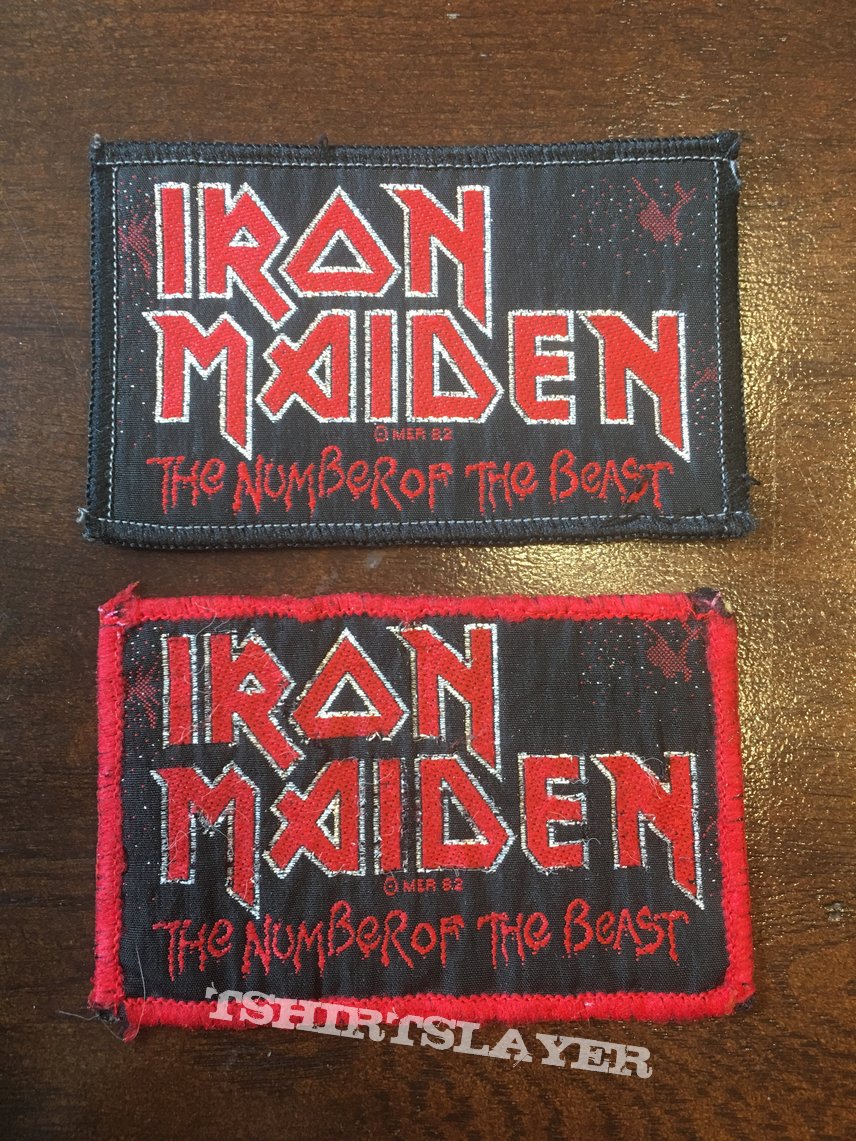 IRON
MAIDEN
© MER 82
THE NUMBER OF THE BEAST
IRON
MAIDEN
© MER 82
THE NUMBER OF THE BEAST
TSHIRTSLAYER